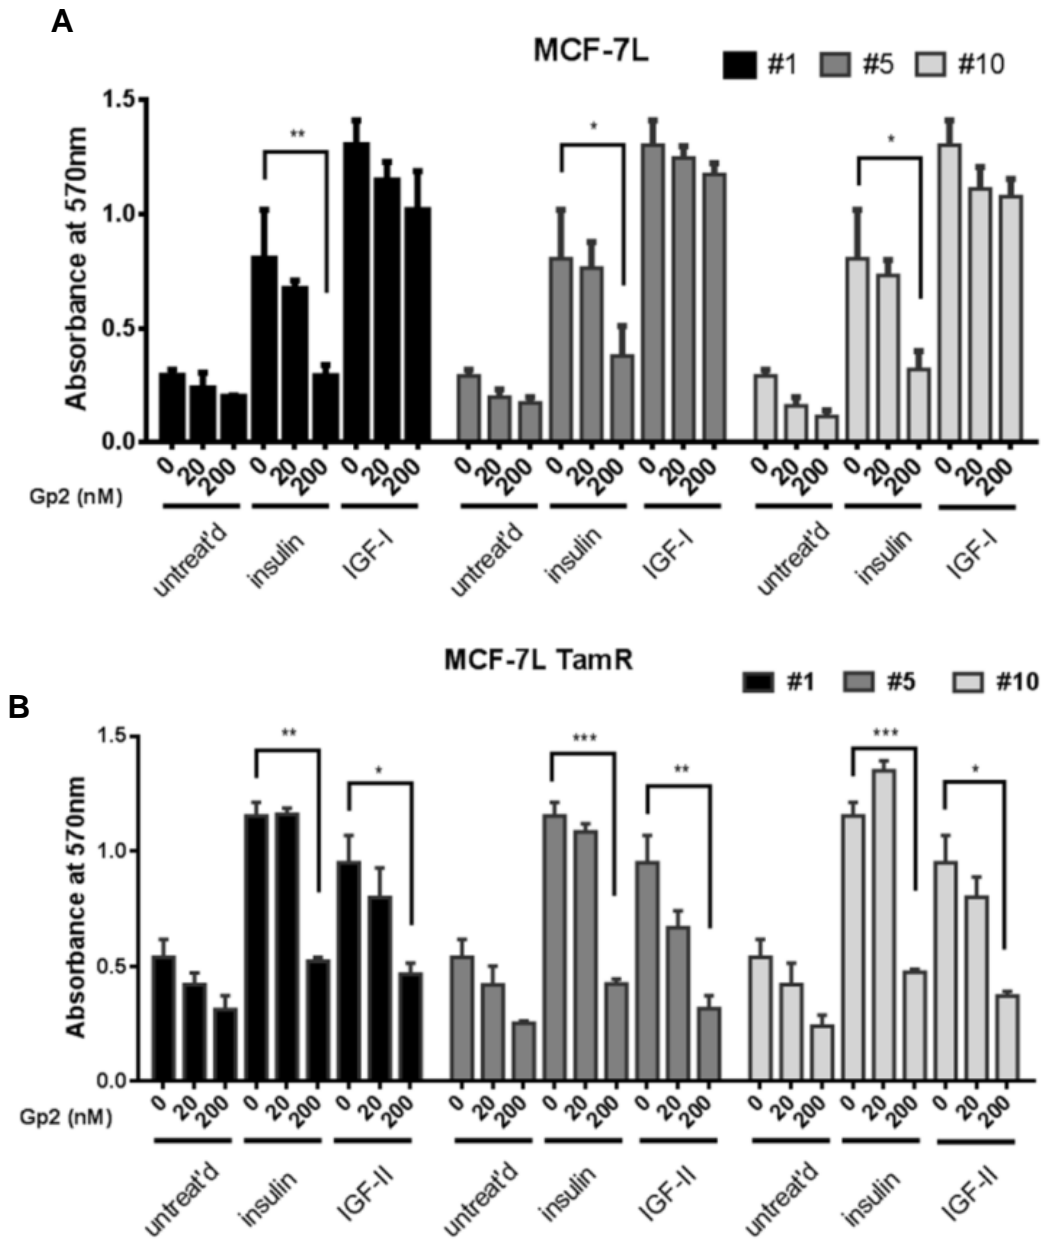 A
MCF-7L
#1 #5 #10
Absorbance at 570nm
1.5
1.0
0.5
0.0
** * *
0 20 200 0 20 200 0 20 200 0 20 200 0 20 200 0 20 200 0 20 200 0 20 200 0 20 200
Gp2 (nM)
untreat'd insulin IGF-I untreat'd insulin IGF-I untreat'd insulin IGF-I
MCF-7L TamR
#1 #5 #10
B
Absorbance at 570nm
1.5
1.0
0.5
0.0
** * *** ** *** *
0 20 200 0 20 200 0 20 200 0 20 200 0 20 200 0 20 200 0 20 200 0 20 200 0 20 200
Gp2 (nM)
untreat'd insulin IGF-II untreat'd insulin IGF-II untreat'd insulin IGF-II